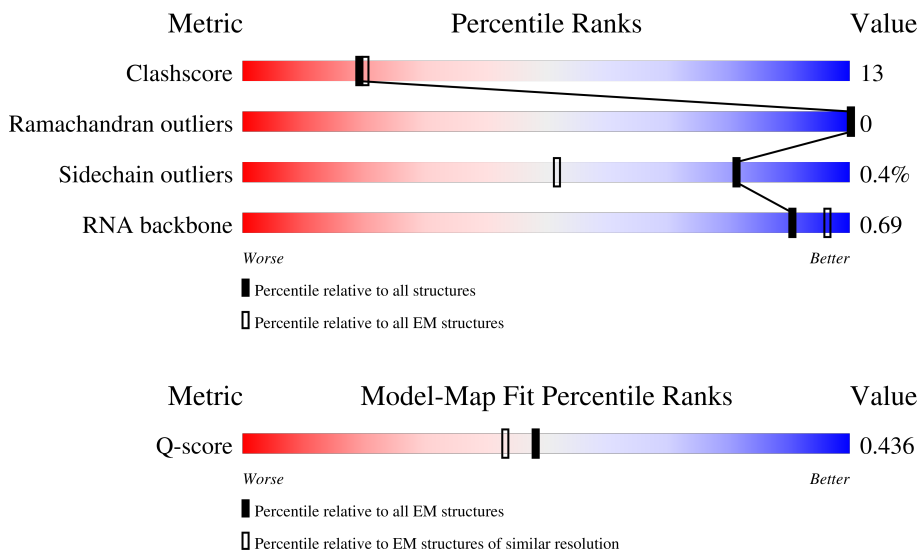 Metric Percentile Ranks Value
Clashscore 13
Ramachandran outliers 0
Sidechain outliers 0.4%
RNA backbone 0.69
Worse Better
Percentile relative to all structures
Percentile relative to all EM structures
Metric Model-Map Fit Percentile Ranks Value
Q-score 0.436
Worse Better
Percentile relative to all EM structures
Percentile relative to EM structures of similar resolution